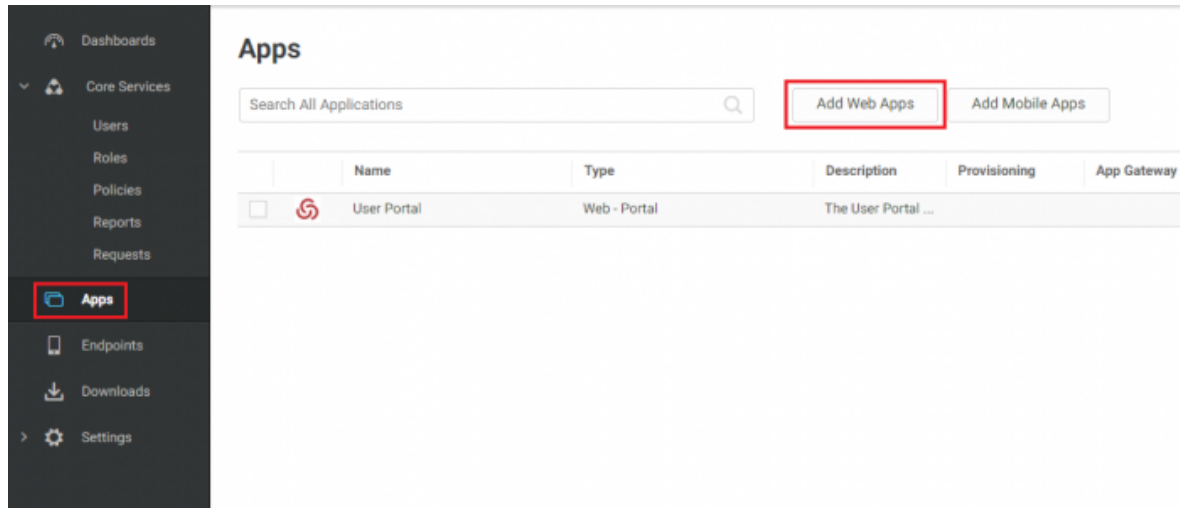 Dashboards
Core Services
Users
Roles
Policies
Reports
Requests
Apps
Endpoints
Downloads
Settings
Apps
Search All Applications
Add Web Apps
Add Mobile Apps
Name Type Description Provisioning App Gateway
User Portal Web - Portal The User Portal ...